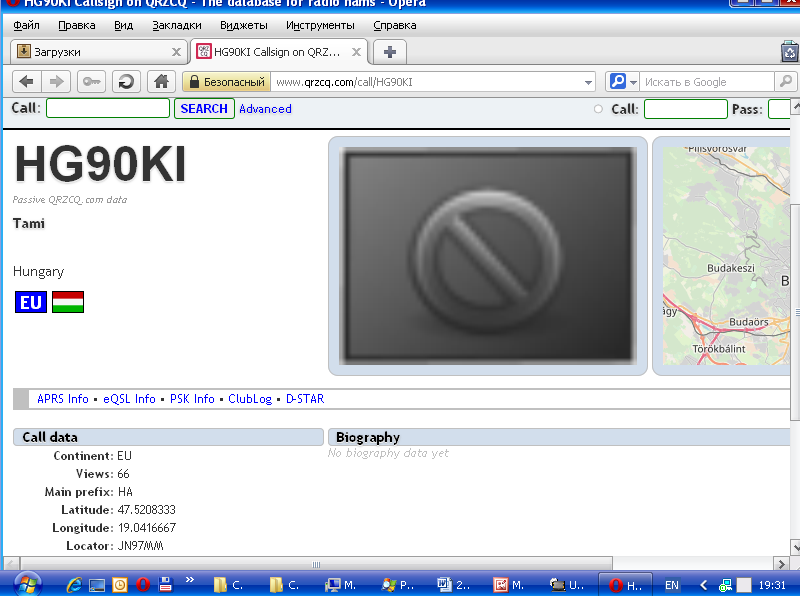 HG90KI Callsign on QRZCQ - The database for radio hams - Opera
Файл Правка Вид Закладки Виджеты Инструменты Справка
Загрузки
QRZ CQ HG90KI Callsign on QRZ...
Безопасный www.qrzcq.com/call/HG90KI Искать в Google
Call: SEARCH Advanced Call: Pass:
HG90KI
Passive QRZCQ.com data
Tami
Hungary
EU
Pilisvörösvár
Budakeszi
B
ágy
Budaörs
Törökbálint
APRS Info • eQSL Info • PSK Info • ClubLog • D-STAR
Call data
Continent: EU
Views: 66
Main prefix: HA
Latitude: 47.5208333
Longitude: 19.0416667
Locator: JN97MM
Biography
No biography data yet
» C. C. M. P.. 2.. M. U.. H.. EN 19:31